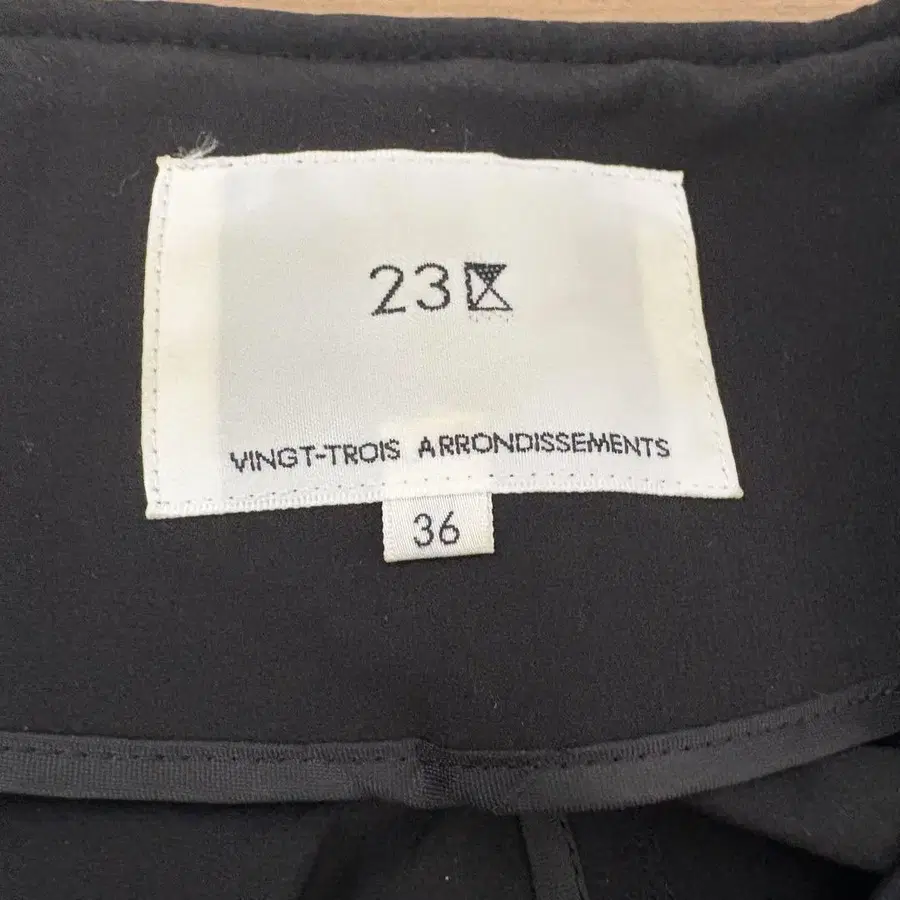 23区
VINGT-TROIS ARRONDISSEMENTS
36